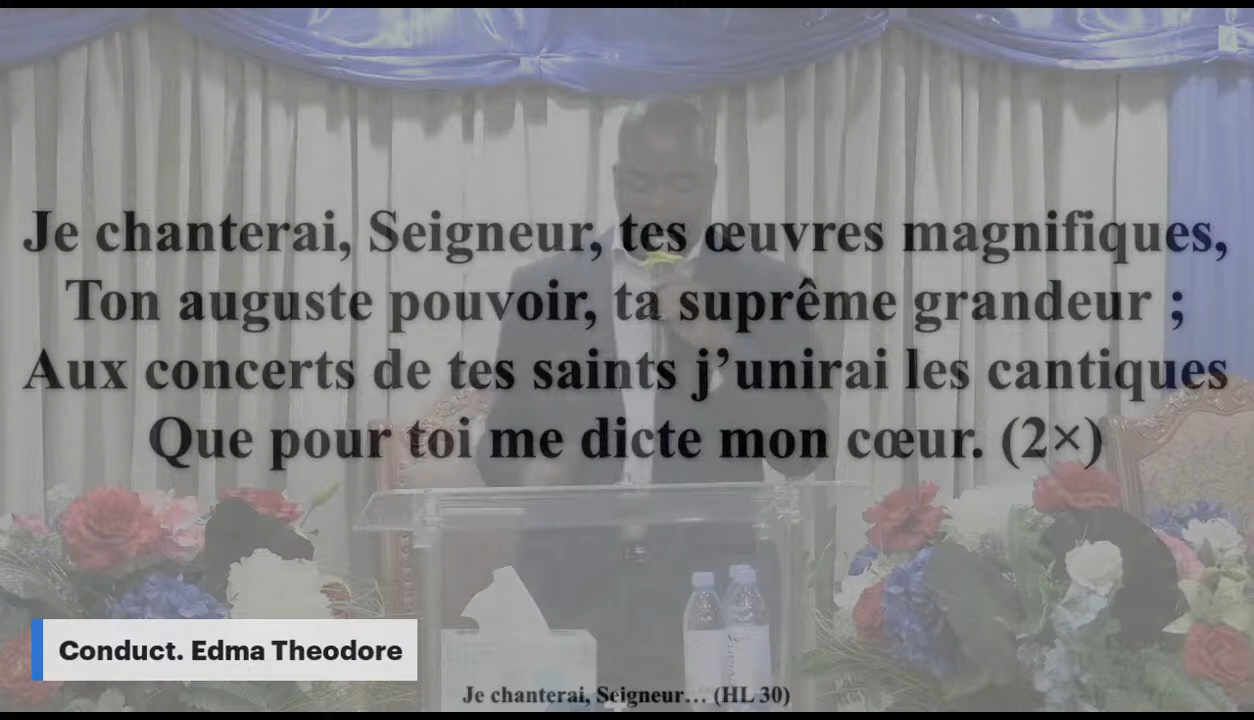 Je chanterai, Seigneur, tes œuvres magnifiques,
Ton auguste pouvoir, ta suprême grandeur ;
Aux concerts de tes saints j’unirai les cantiques
Que pour toi me dicte mon cœur. (2×)
Conduct. Edma Theodore
Je chanterai, Seigneur… (HL 30)